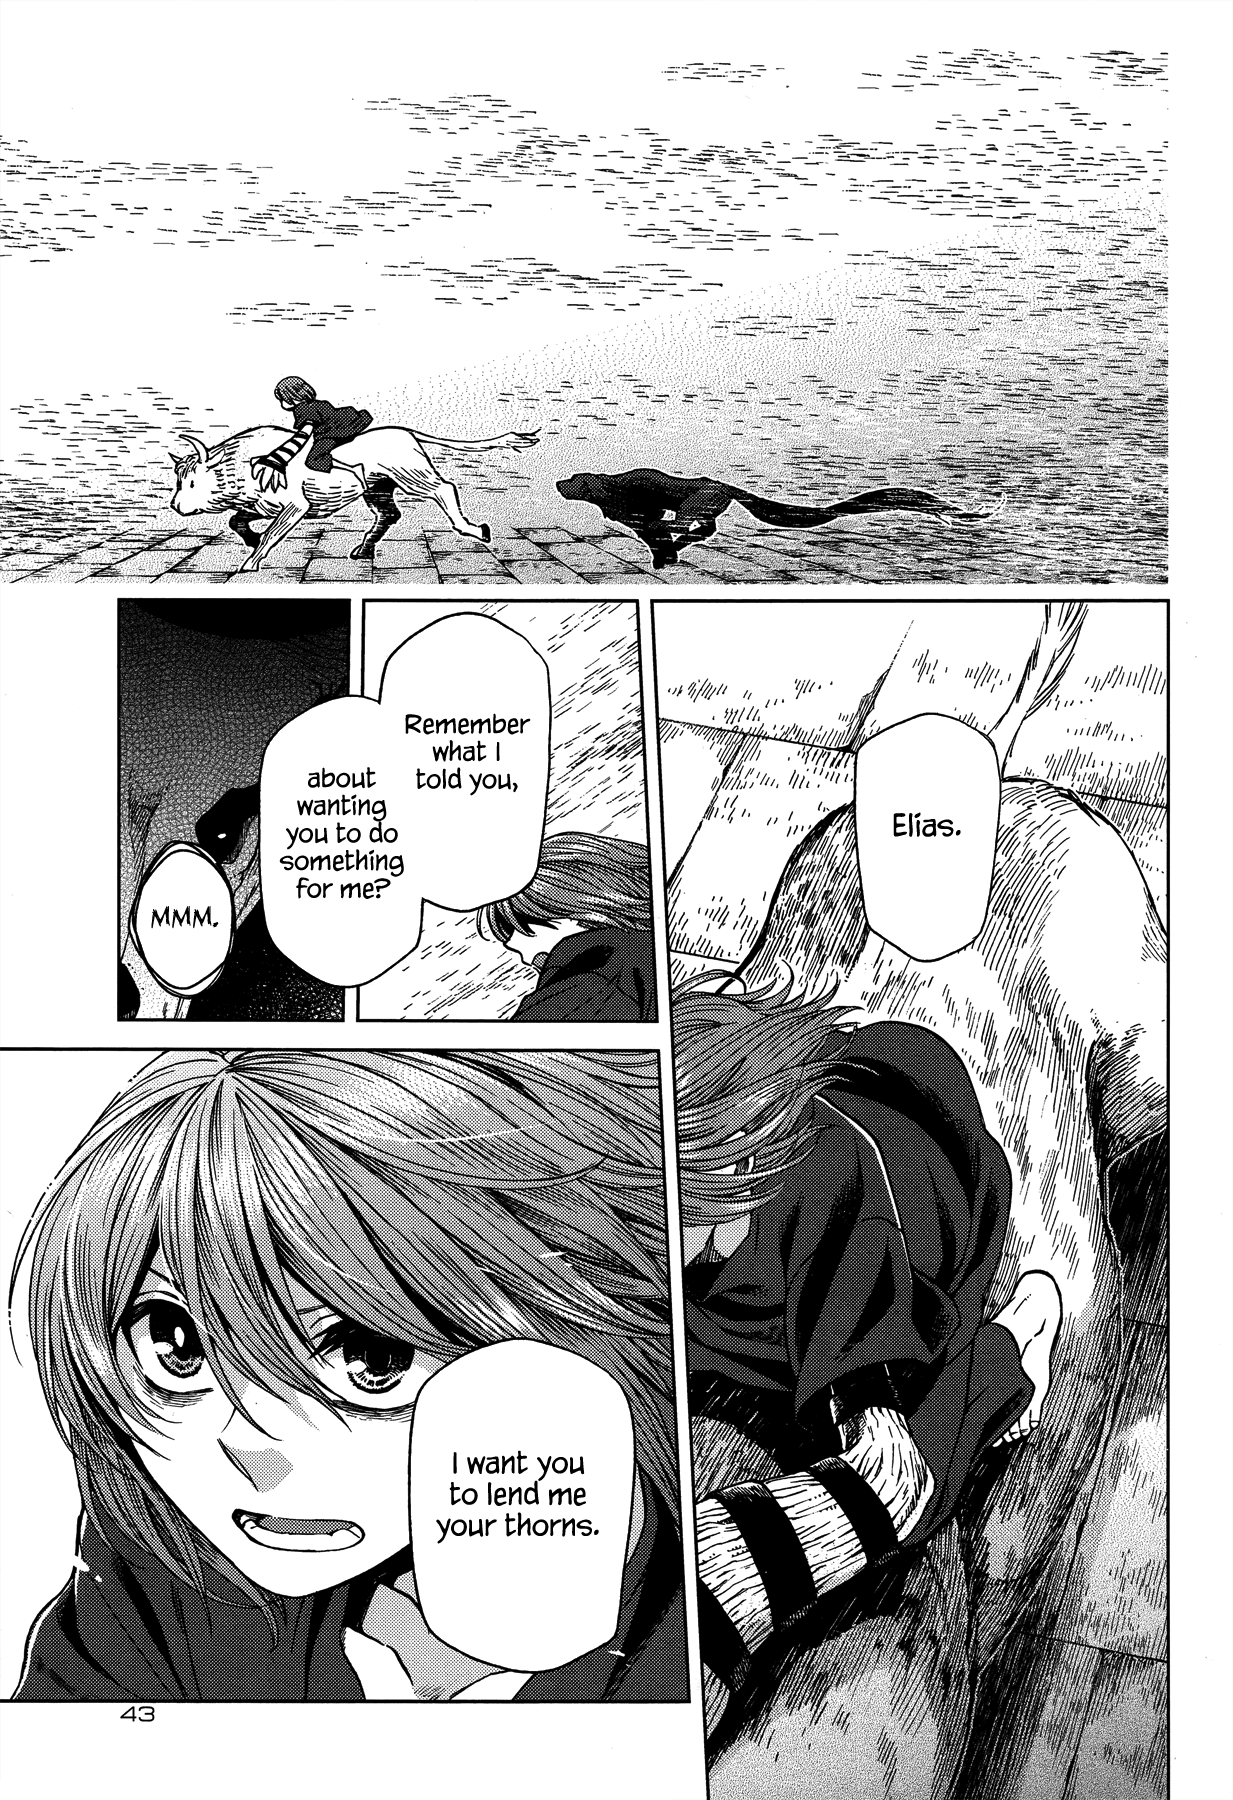 Elias.
Remember
what I
told you,
about
wanting
you to do
something
for me?
MMM.
I want you
to lend me
your thorns.
43